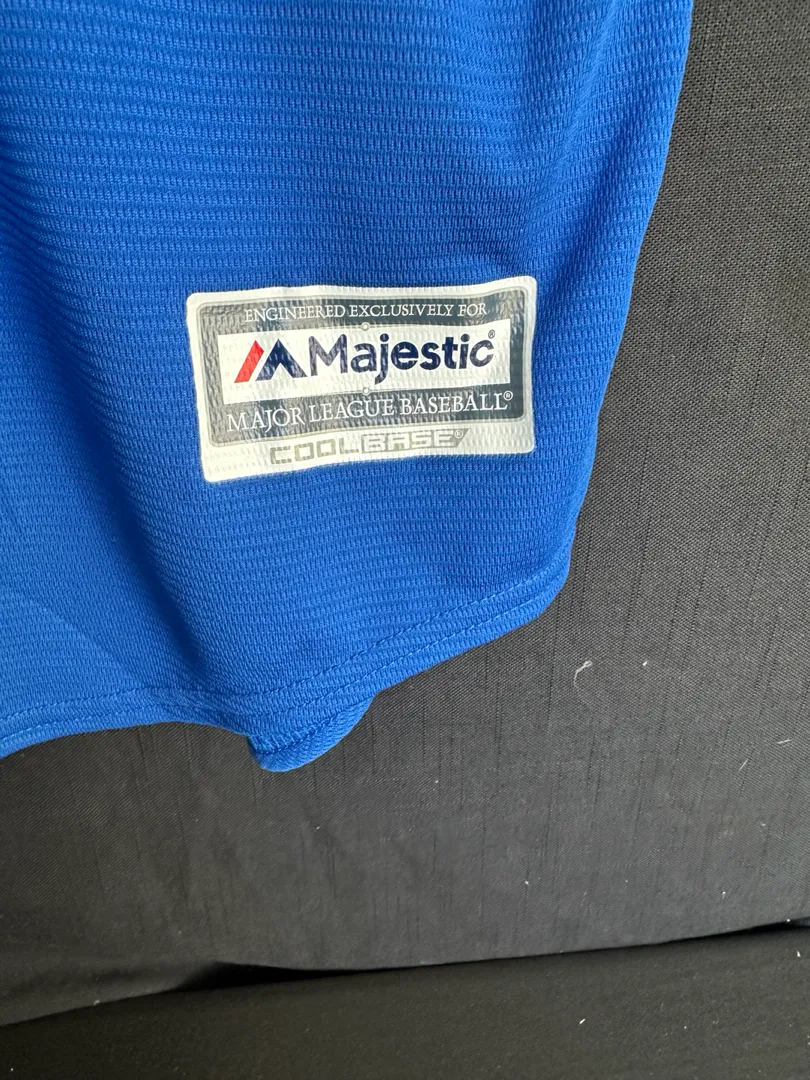 ENGINEERED EXCLUSIVELY FOR
Majestic®
MAJOR LEAGUE BASEBALL®
COOLBASE®